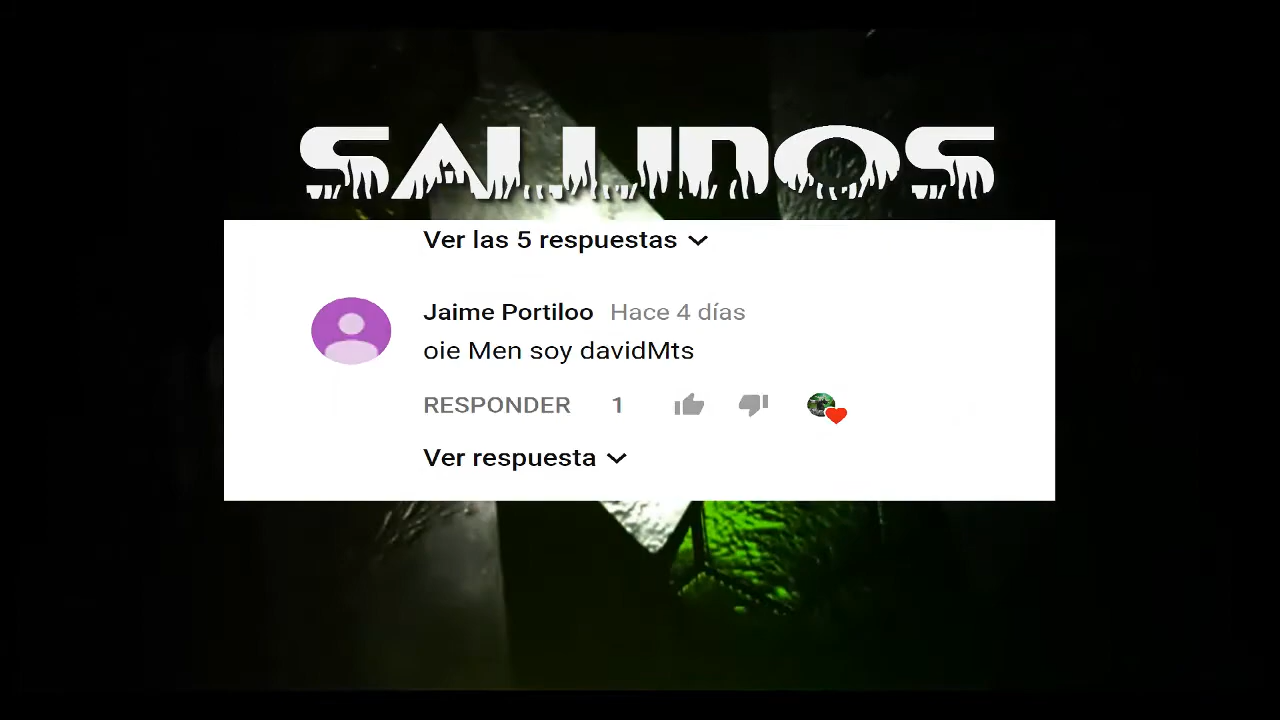 SALUDOS
Ver las 5 respuestas
Jaime Portiloo Hace 4 días
oie Men soy davidMts
RESPONDER 1
Ver respuesta